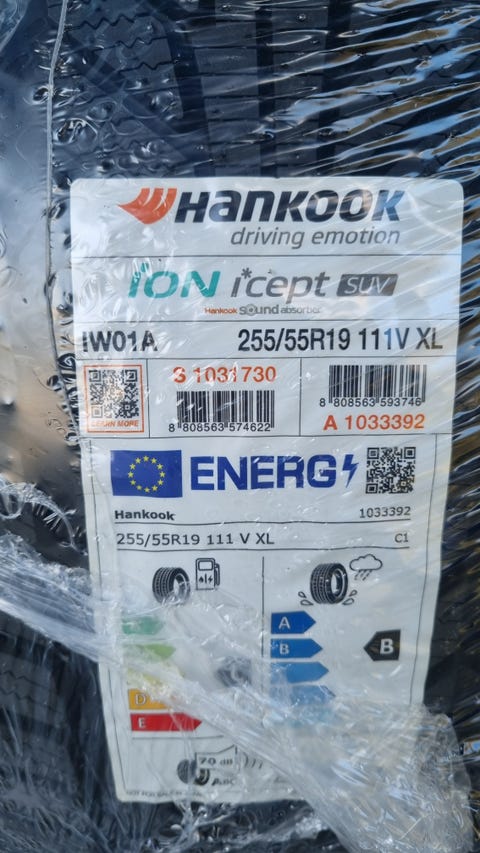 HANKOOK
driving emotion
iON i*cept SUV
Hankook sound absorber
IW01A 255/55R19 111V XL
LEARN MORE
S 1031730
8 808563 574622
8 808563 593746
A 1033392
ENERG
Hankook 1033392
255/55R19 111 V XL C1
A
B B
D
E
70 dB
ABC